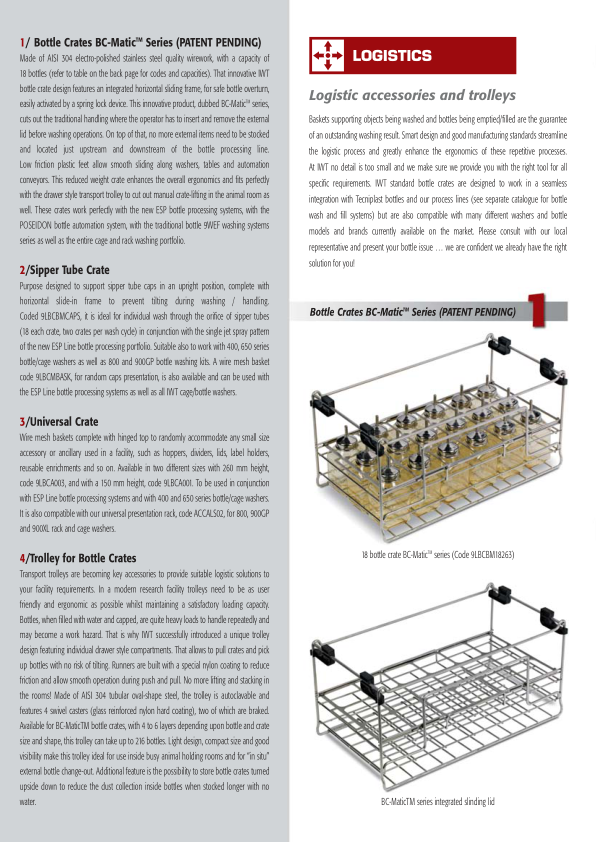 1/ Bottle Crates BC-Matic™ Series (PATENT PENDING)
Made of AISI 304 electro-polished stainless steel quality wirework, with a capacity of
18 bottles (refer to table on the back page for codes and capacities). That innovative IWT
bottle crate design features an integrated horizontal sliding frame, for safe bottle overturn,
easily activated by a spring lock device. This innovative product, dubbed BC-Matic™ series,
cuts out the traditional handling where the operator has to insert and remove the external
lid before washing operations. On top of that, no more external items need to be stocked
and located just upstream and downstream of the bottle processing line.
Low friction plastic feet allow smooth sliding along washers, tables and automation
conveyors. This reduced weight crate enhances the overall ergonomics and fits perfectly
with the drawer style transport trolley to cut out manual crate-lifting in the animal room as
well. These crates work perfectly with the new ESP bottle processing systems, with the
POSEIDON bottle automation system, with the traditional bottle 9WEF washing systems
series as well as the entire cage and rack washing portfolio.
2/Sipper Tube Crate
Purpose designed to support sipper tube caps in an upright position, complete with
horizontal slide-in frame to prevent tilting during washing / handling.
Coded 9LBCBMCAPS, it is ideal for individual wash through the orifice of sipper tubes
(18 each crate, two crates per wash cycle) in conjunction with the single jet spray pattern
of the new ESP Line bottle processing portfolio. Suitable also to work with 400, 650 series
bottle/cage washers as well as 800 and 900GP bottle washing kits. A wire mesh basket
code 9LBCMBASK, for random caps presentation, is also available and can be used with
the ESP Line bottle processing systems as well as all IWT cage/bottle washers.
3/Universal Crate
Wire mesh baskets complete with hinged top to randomly accommodate any small size
accessory or ancillary used in a facility, such as hoppers, dividers, lids, label holders,
reusable enrichments and so on. Available in two different sizes with 260 mm height,
code 9LBCA003, and with a 150 mm height, code 9LBCA001. To be used in conjunction
with ESP Line bottle processing systems and with 400 and 650 series bottle/cage washers.
It is also compatible with our universal presentation rack, code ACCALS02, for 800, 900GP
and 900XL rack and cage washers.
4/Trolley for Bottle Crates
Transport trolleys are becoming key accessories to provide suitable logistic solutions to
your facility requirements. In a modern research facility trolleys need to be as user
friendly and ergonomic as possible whilst maintaining a satisfactory loading capacity.
Bottles, when filled with water and capped, are quite heavy loads to handle repeatedly and
may become a work hazard. That is why IWT successfully introduced a unique trolley
design featuring individual drawer style compartments. That allows to pull crates and pick
up bottles with no risk of tilting. Runners are built with a special nylon coating to reduce
friction and allow smooth operation during push and pull. No more lifting and stacking in
the rooms! Made of AISI 304 tubular oval-shape steel, the trolley is autoclavable and
features 4 swivel casters (glass reinforced nylon hard coating), two of which are braked.
Available for BC-MaticTM bottle crates, with 4 to 6 layers depending upon bottle and crate
size and shape, this trolley can take up to 216 bottles. Light design, compact size and good
visibility make this trolley ideal for use inside busy animal holding rooms and for “in situ”
external bottle change-out. Additional feature is the possibility to store bottle crates turned
upside down to reduce the dust collection inside bottles when stocked longer with no
water.
LOGISTICS
Logistic accessories and trolleys
Baskets supporting objects being washed and bottles being emptied/filled are the guarantee
of an outstanding washing result. Smart design and good manufacturing standards streamline
the logistic process and greatly enhance the ergonomics of these repetitive processes.
At IWT no detail is too small and we make sure we provide you with the right tool for all
specific requirements. IWT standard bottle crates are designed to work in a seamless
integration with Tecniplast bottles and our process lines (see separate catalogue for bottle
wash and fill systems) but are also compatible with many different washers and bottle
models and brands currently available on the market. Please consult with our local
representative and present your bottle issue … we are confident we already have the right
solution for you!
Bottle Crates BC-Matic™ Series (PATENT PENDING) 1
18 bottle crate BC-Matic™ series (Code 9LBCBM18263)
BC-MaticTM series integrated slinding lid